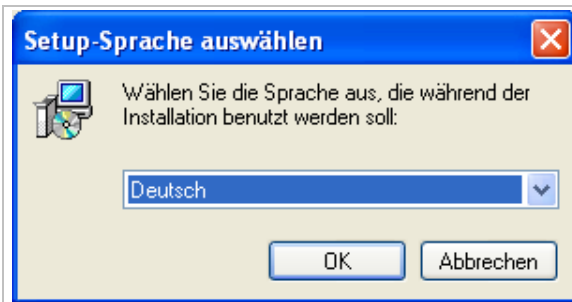 Setup-Sprache auswählen
Wählen Sie die Sprache aus, die während der
Installation benutzt werden soll:
Deutsch
OK
Abbrechen